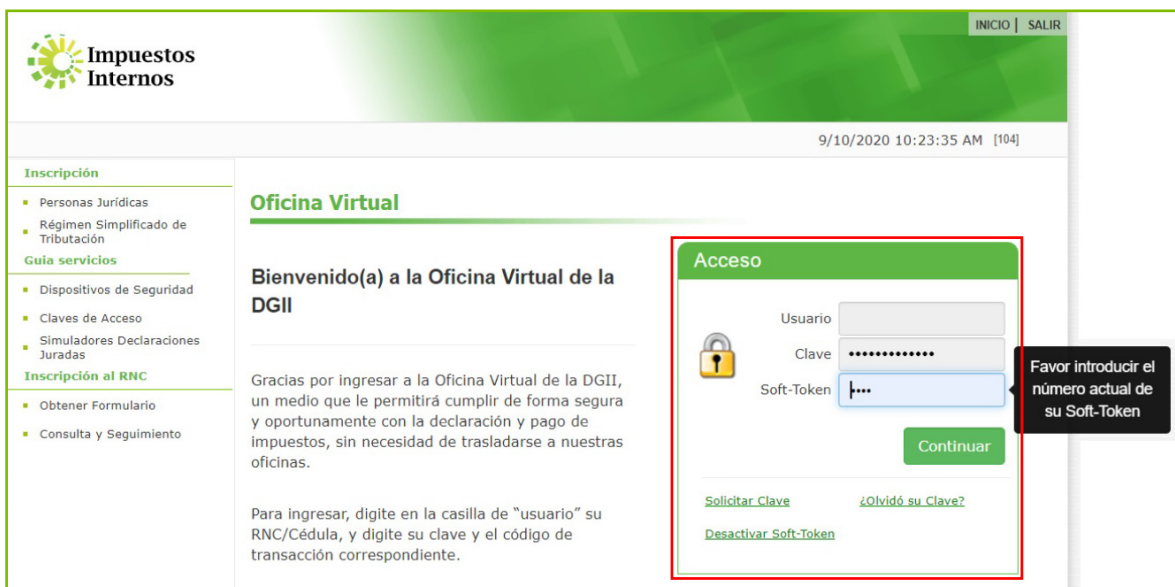 INICIO | SALIR
Impuestos
Internos
9/10/2020 10:23:35 AM [104]
Inscripción
Personas Jurídicas
Régimen Simplificado de
Tributación
Guia servicios
Dispositivos de Seguridad
Claves de Acceso
Simuladores Declaraciones
Juradas
Inscripción al RNC
Obtener Formulario
Consulta y Seguimiento
Oficina Virtual
Bienvenido(a) a la Oficina Virtual de la
DGII
Gracias por ingresar a la Oficina Virtual de la DGII,
un medio que le permitirá cumplir de forma segura
y oportunamente con la declaración y pago de
impuestos, sin necesidad de trasladarse a nuestras
oficinas.
Para ingresar, digite en la casilla de "usuario" su
RNC/Cédula, y digite su clave y el código de
transacción correspondiente.
Acceso
Usuario
Clave •••••••••••••
Soft-Token ••••
Continuar
Solicitar Clave ¿Olvidó su Clave?
Desactivar Soft-Token
Favor introducir el
número actual de
su Soft-Token